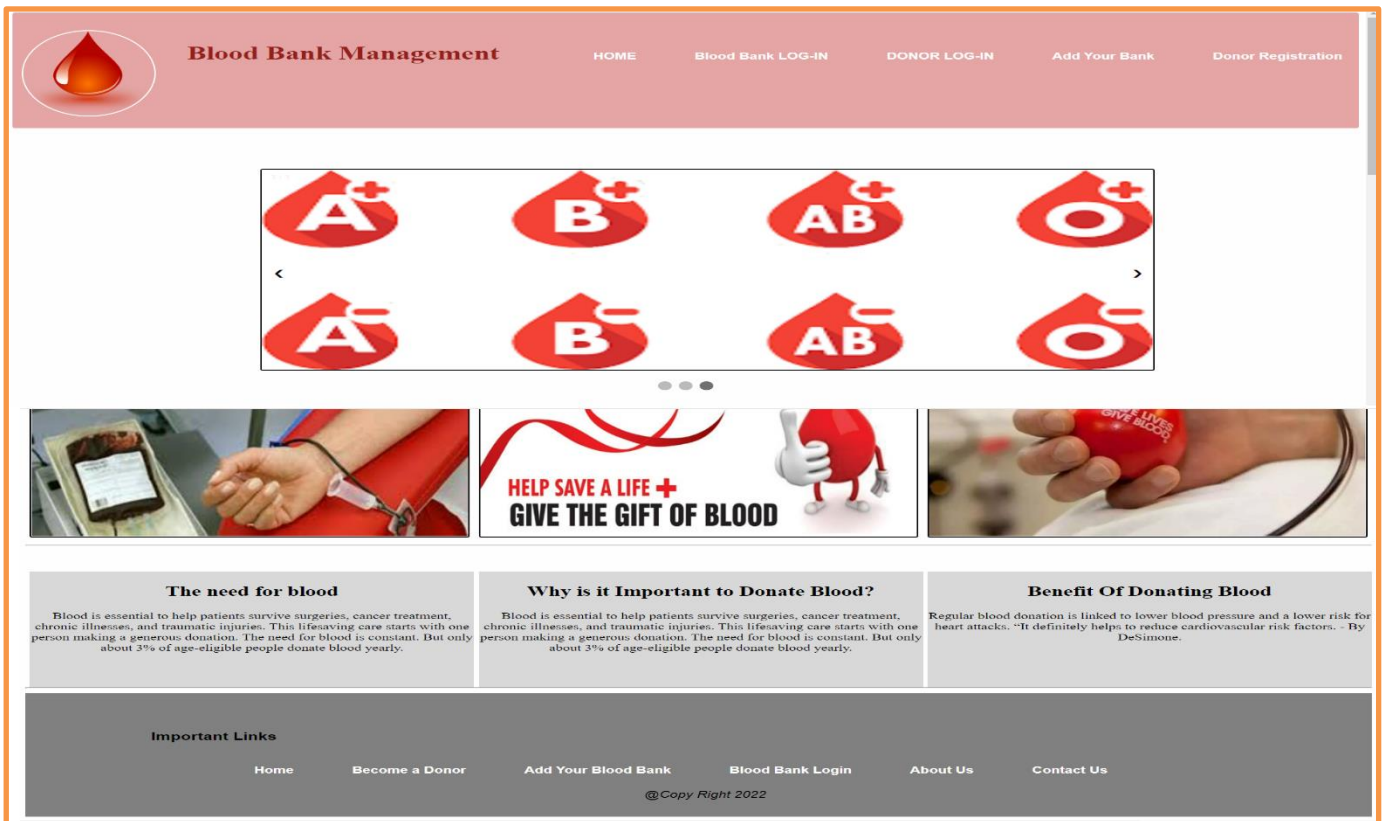 Blood Bank Management
HOME
Blood Bank LOG-IN
DONOR LOG-IN
Add Your Bank
Donor Registration
A+ B+ AB+ O+
< >
A- B- AB- O-
HELP SAVE A LIFE +
GIVE THE GIFT OF BLOOD
LIVES
GIVE BLOOD
The need for blood
Blood is essential to help patients survive surgeries, cancer treatment,
chronic illnesses, and traumatic injuries. This lifesaving care starts with one
person making a generous donation. The need for blood is constant. But only
about 3% of age-eligible people donate blood yearly.
Why is it Important to Donate Blood?
Blood is essential to help patients survive surgeries, cancer treatment,
chronic illnesses, and traumatic injuries. This lifesaving care starts with one
person making a generous donation. The need for blood is constant. But only
about 3% of age-eligible people donate blood yearly.
Benefit Of Donating Blood
Regular blood donation is linked to lower blood pressure and a lower risk for
heart attacks. “It definitely helps to reduce cardiovascular risk factors. - By
DeSimone.
Important Links
Home
Become a Donor
Add Your Blood Bank
Blood Bank Login
About Us
Contact Us
@Copy Right 2022